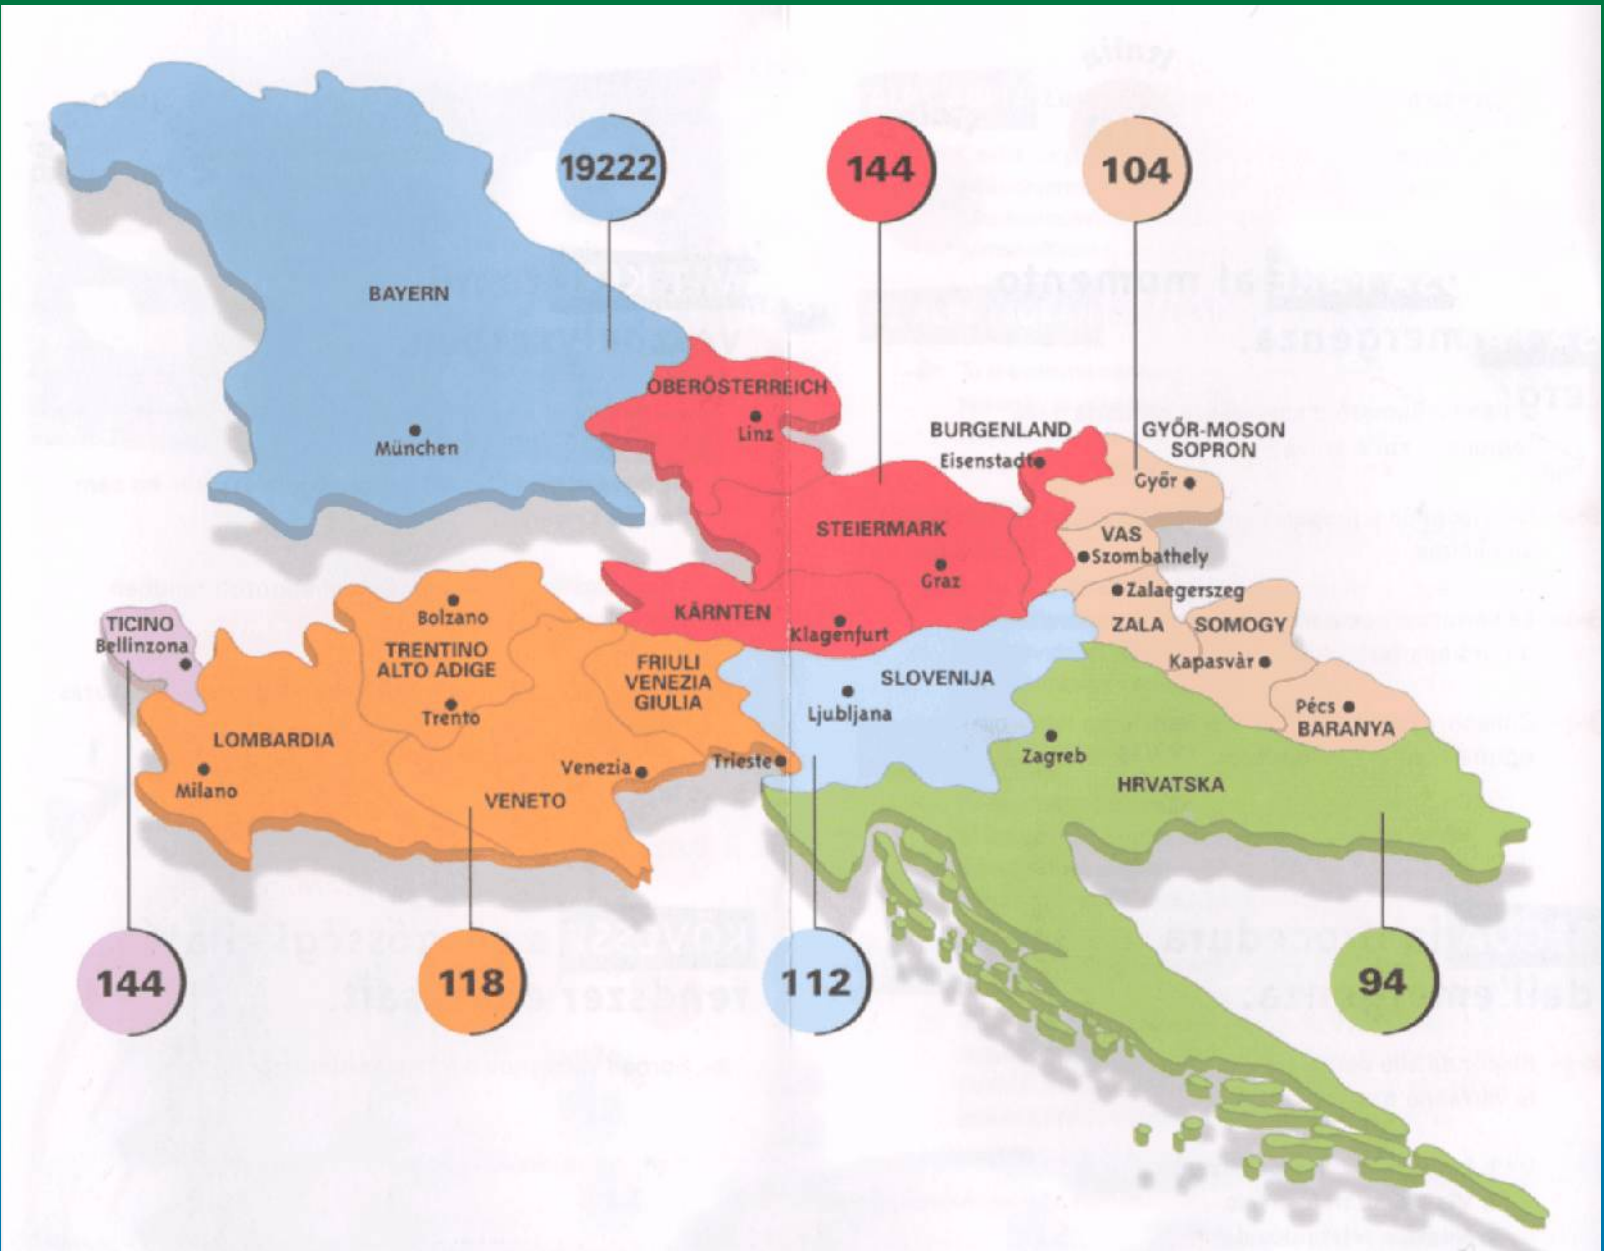 19222
144
104
BAYERN
München
OBERÖSTERREICH
Linz
BURGENLAND
Eisenstadt
GYŐR-MOSON
SOPRON
Győr
STEIERMARK
Graz
VAS
Szombathely
Zalaegerszeg
ZALA
SOMOGY
Kapasvàr
Pécs
BARANYA
KÄRNTEN
Klagenfurt
TICINO
Bellinzona
Bolzano
TRENTINO
ALTO ADIGE
Trento
FRIULI
VENEZIA
GIULIA
SLOVENIJA
Ljubljana
LOMBARDIA
Milano
Venezia
Trieste
VENETO
Zagreb
HRVATSKA
144
118
112
94